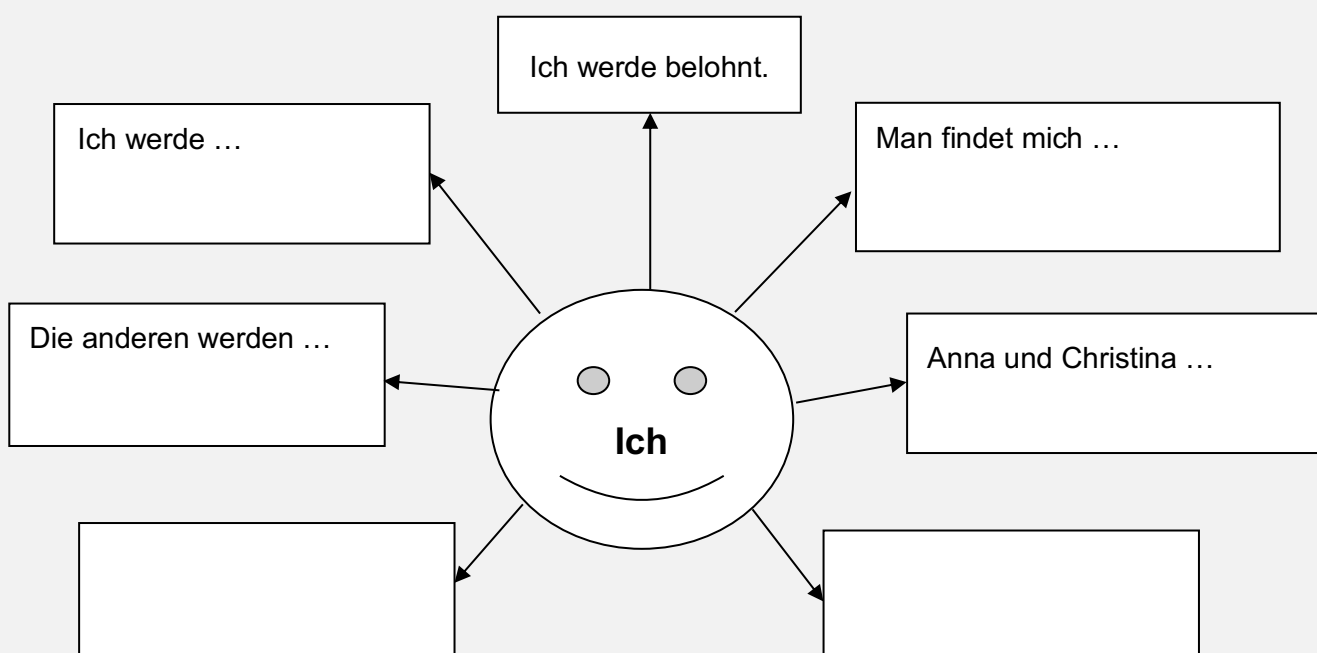 Ich werde belohnt.
Ich werde …
Man findet mich …
Die anderen werden …
Anna und Christina …
Ich